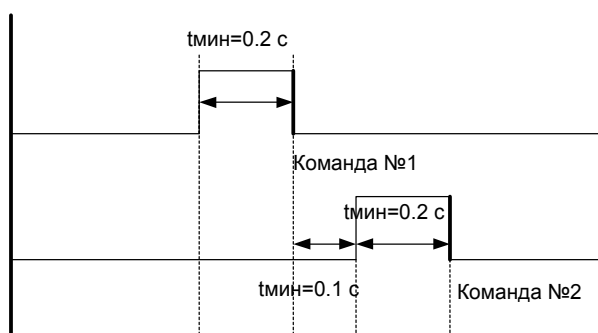 tмин=0.2 с
Команда №1
tмин=0.2 с
tмин=0.1 с
Команда №2